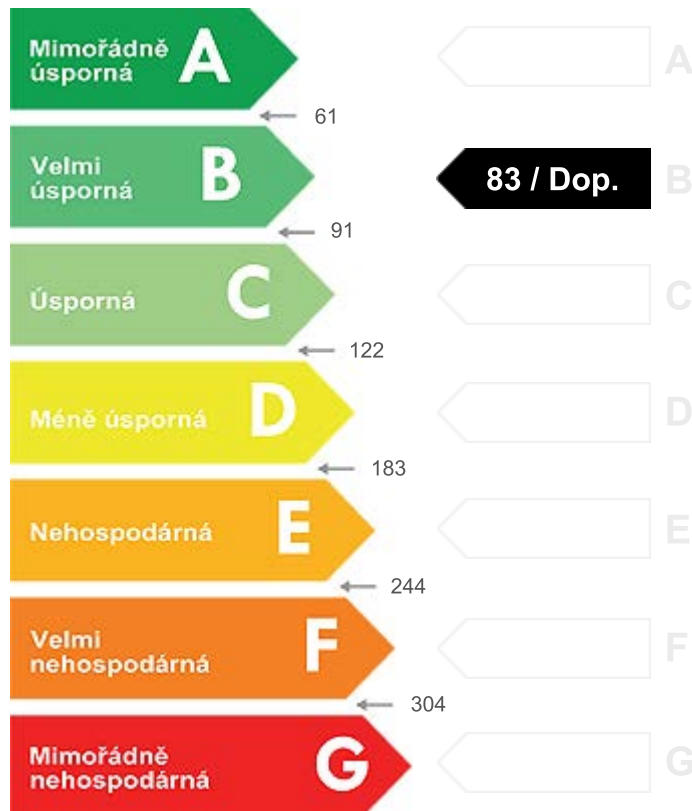 Mimořádně
úsporná
A
A
61
Velmi
úsporná
B
83 / Dop.
B
91
Úsporná
C
C
122
Méně úsporná
D
D
183
Nehospodárná
E
E
244
Velmi
nehospodárná
F
F
304
Mimořádně
nehospodárná
G
G